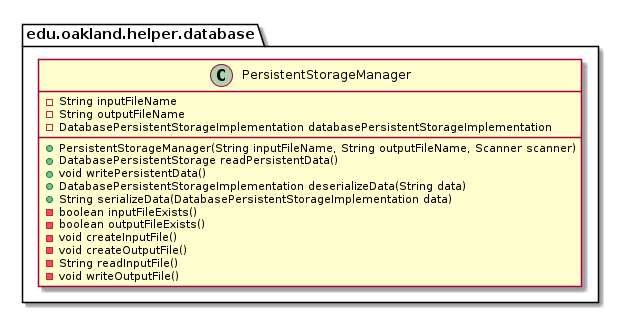 edu.oakland.helper.database
C PersistentStorageManager
String inputFileName
String outputFileName
DatabasePersistentStorageImplementation databasePersistentStorageImplementation
PersistentStorageManager(String inputFileName, String outputFileName, Scanner scanner)
DatabasePersistentStorage readPersistentData()
void writePersistentData()
DatabasePersistentStorageImplementation deserializeData(String data)
String serializeData(DatabasePersistentStorageImplementation data)
boolean inputFileExists()
boolean outputFileExists()
void createInputFile()
void createOutputFile()
String readInputFile()
void writeOutputFile()